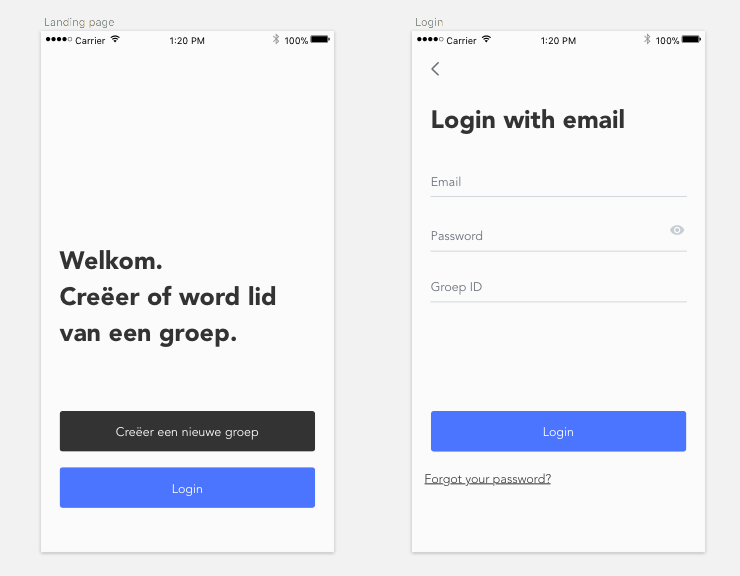 Landing page
Carrier 1:20 PM 100%
Welkom.
Creëer of word lid
van een groep.
Creëer een nieuwe groep
Login
Login
Carrier 1:20 PM 100%
Login with email
Email
Password
Groep ID
Login
Forgot your password?